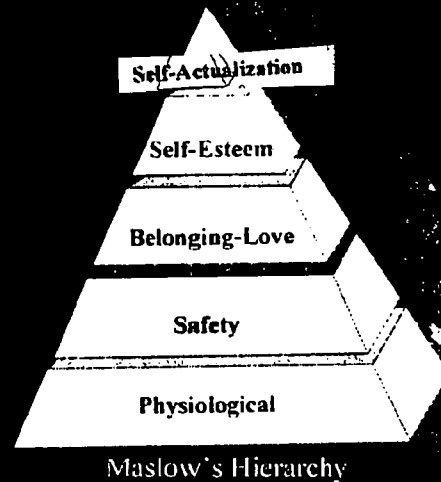 Self-Actualization
Self-Esteem
Belonging-Love
Safety
Physiological
Maslow's Hierarchy